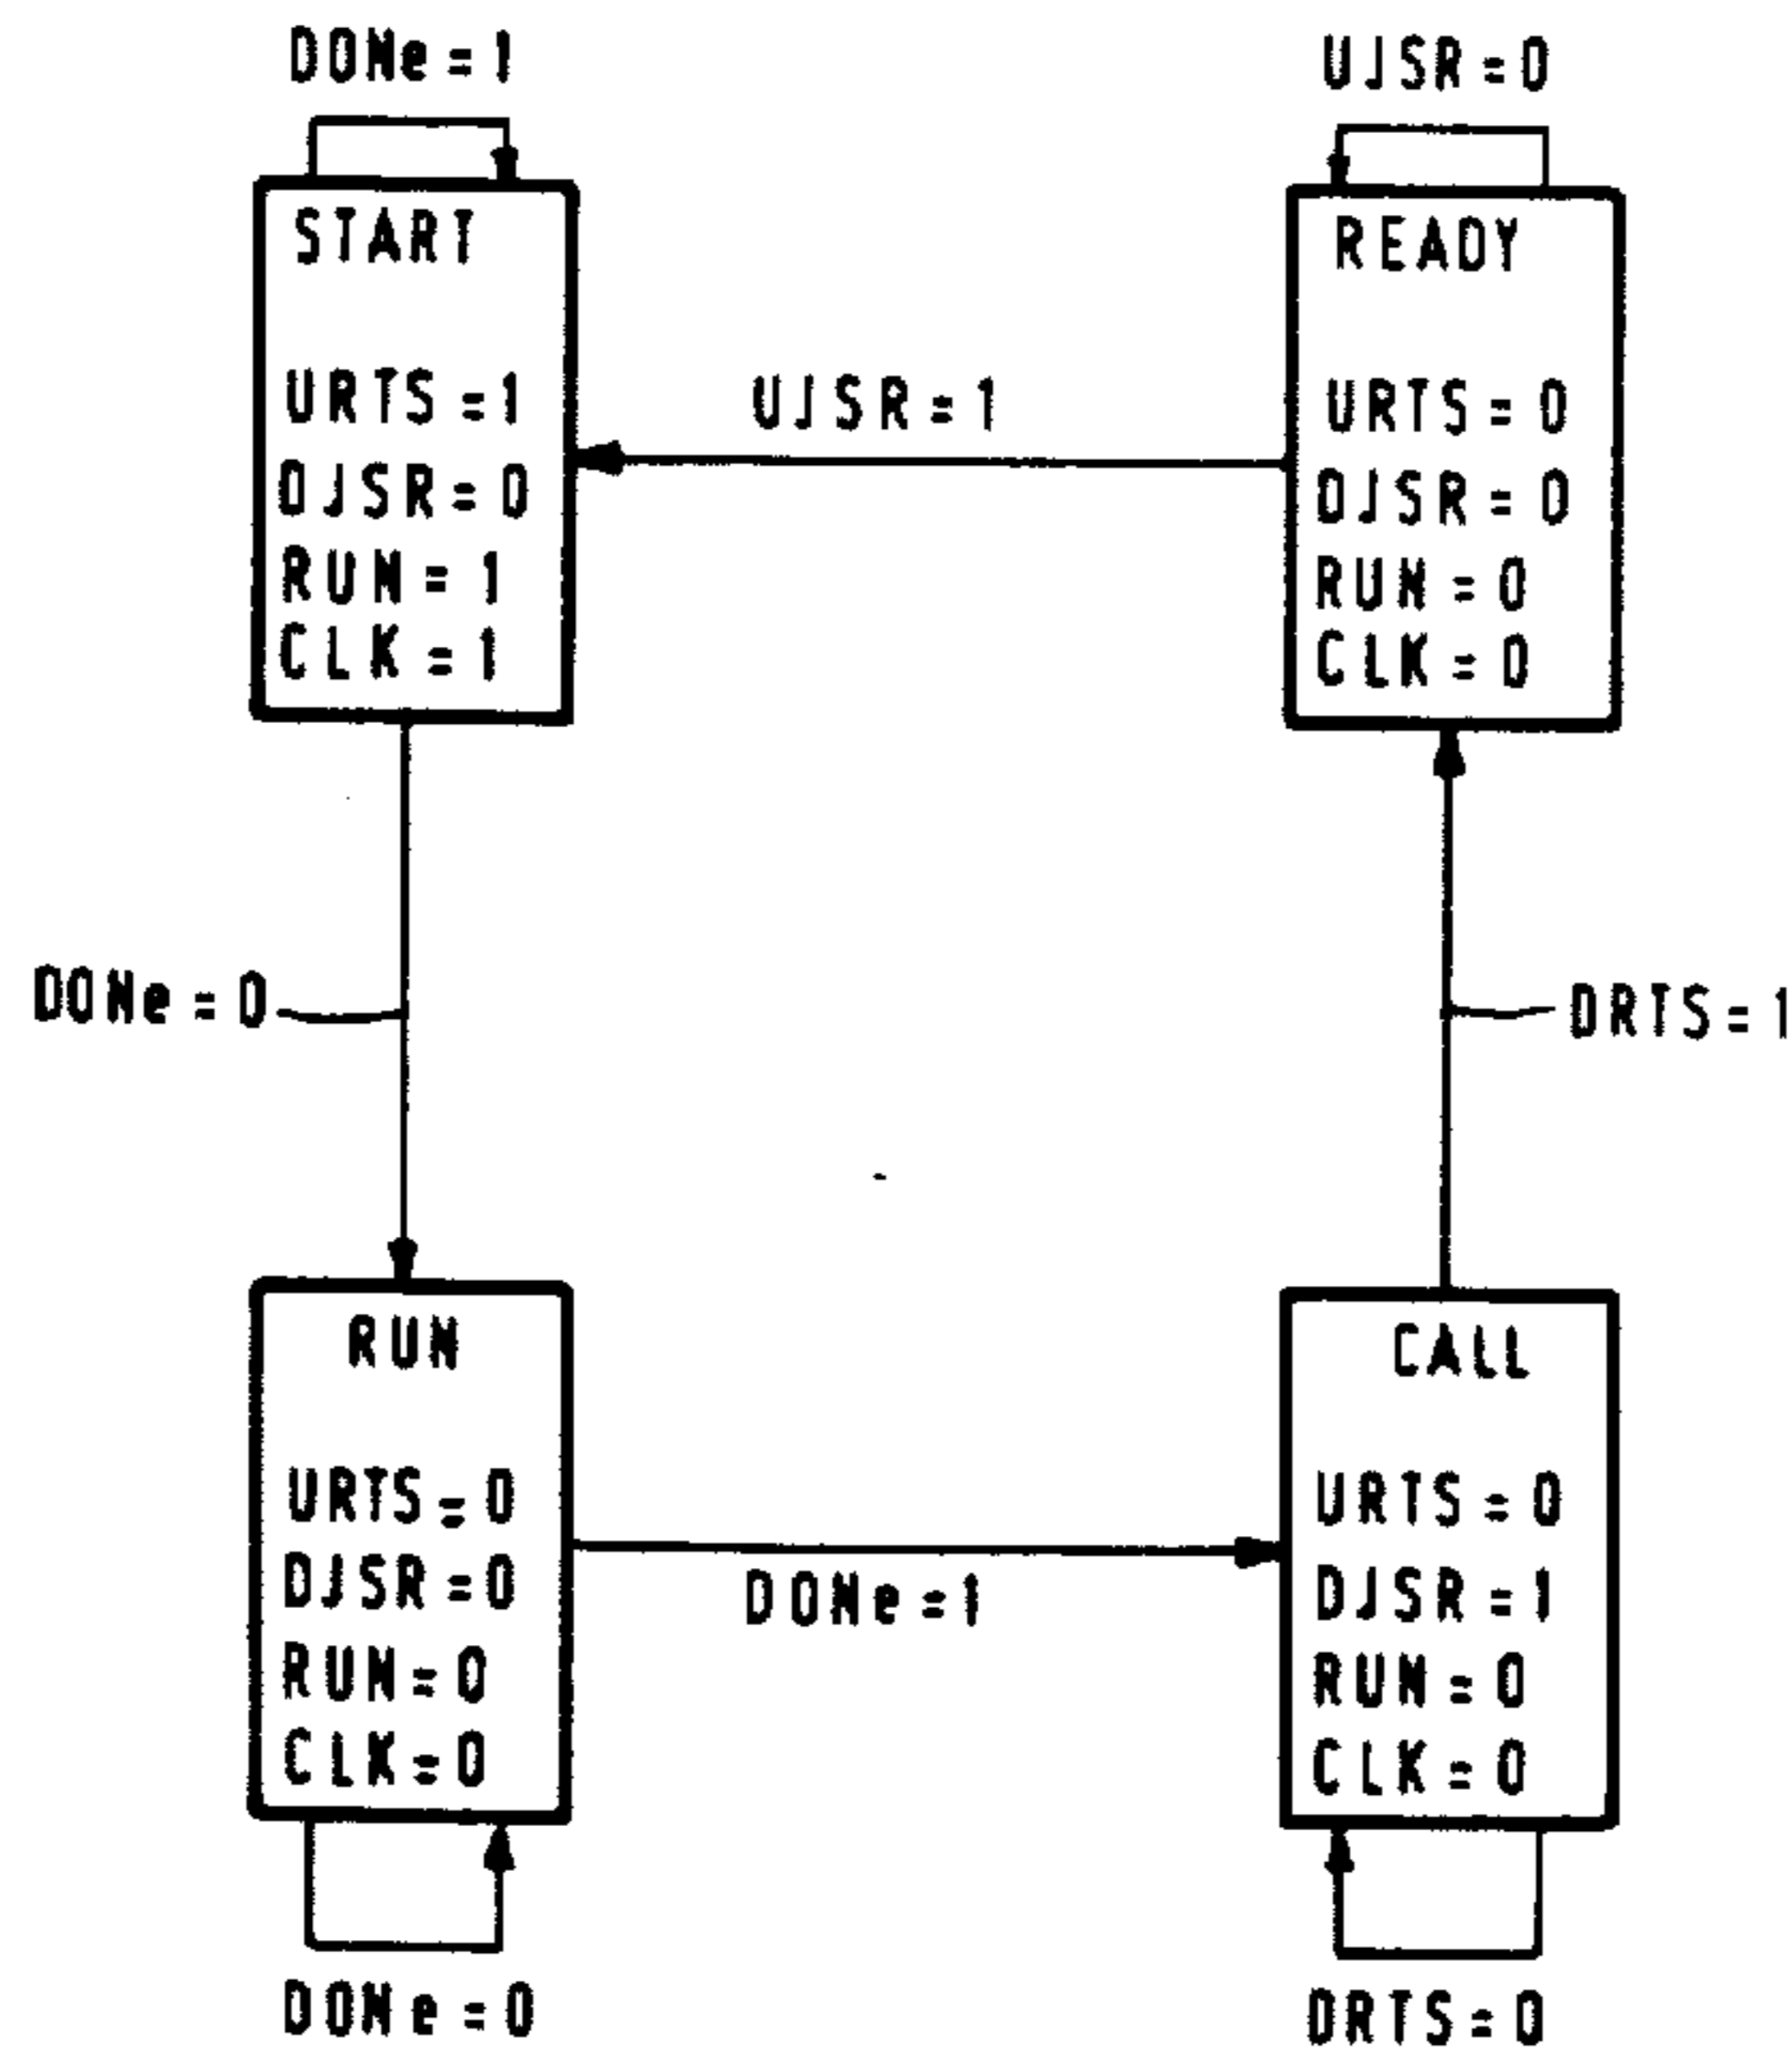 DONe = 1
UJSR = 0
START
URTS = 1
DJSR = 0
RUN = 1
CLK = 1
UJSR = 1
READY
URTS = 0
DJSR = 0
RUN = 0
CLK = 0
DONe = 0
DRTS = 1
RUN
URTS = 0
DJSR = 0
RUN = 0
CLK = 0
DONe = 1
CALL
URTS = 0
DJSR = 1
RUN = 0
CLK = 0
DONe = 0
DRTS = 0